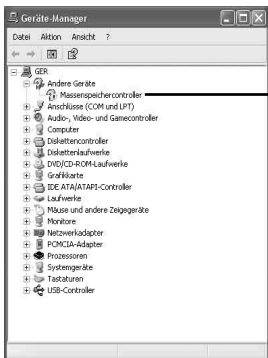 Geräte-Manager
Datei Aktion Ansicht ?
GER
Andere Geräte
Massenspeichercontroller
Anschlüsse (COM und LPT)
Audio-, Video- und Gamecontroller
Computer
Diskettencontroller
Diskettenlaufwerke
DVD/CD-ROM-Laufwerke
Grafikkarte
IDE ATA/ATAPI-Controller
Laufwerke
Mäuse und andere Zeigegeräte
Monitore
Netzwerkadapter
PCMCIA-Adapter
Prozessoren
Systemgeräte
Tastaturen
USB-Controller